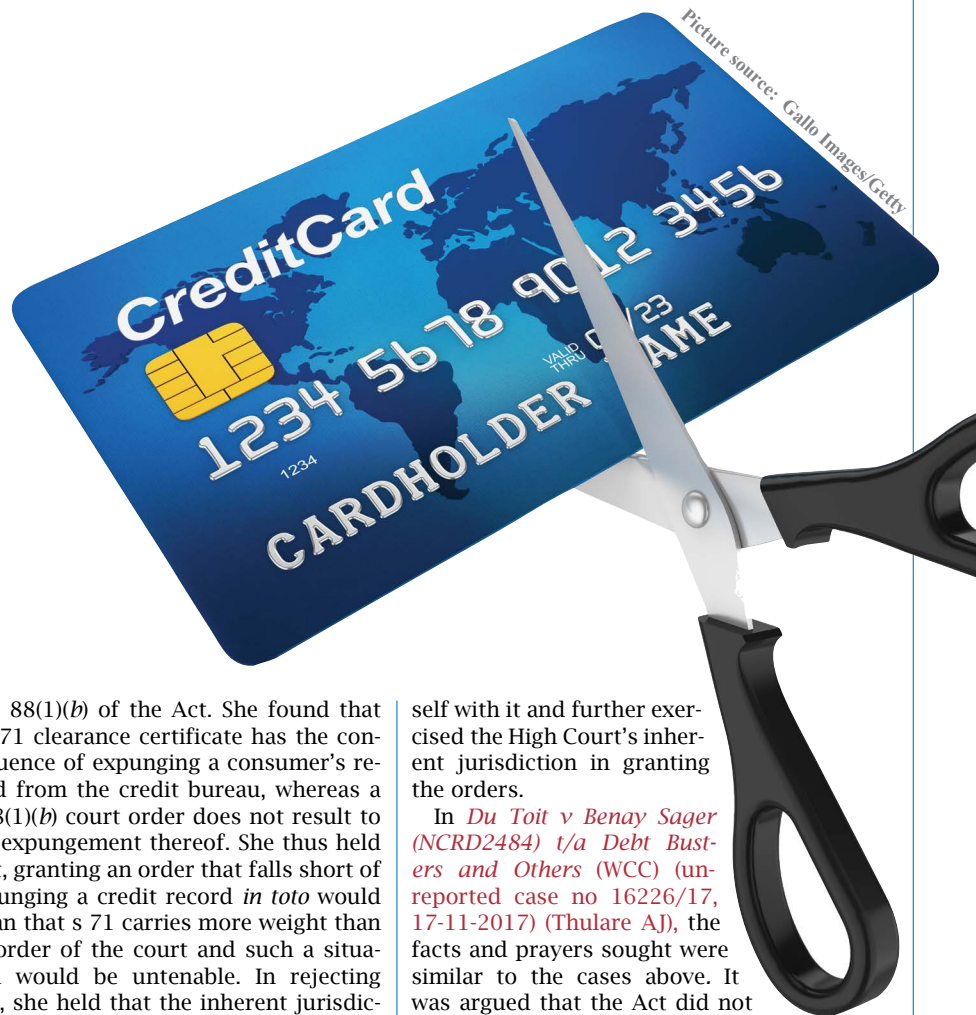 Picture source: Gallo Images/Getty
CreditCard
1234 5678 9012 3456
1234
VALID
THRU
/23
CARDHOLDER
88(1)(b) of the Act. She found that
71 clearance certificate has the con-
uence of expunging a consumer's re-
d from the credit bureau, whereas a
8(1)(b) court order does not result to
expungement thereof. She thus held
t, granting an order that falls short of
unging a credit record in toto would
an that s 71 carries more weight than
order of the court and such a situa-
would be untenable. In rejecting
, she held that the inherent jurisdic-
self with it and further exer-
cised the High Court's inher-
ent jurisdiction in granting
the orders.
In Du Toit v Benay Sager
(NCRD2484) t/a Debt Bust-
ers and Others (WCC) (un-
reported case no 16226/17,
17-11-2017) (Thulare AJ), the
facts and prayers sought were
similar to the cases above. It
was argued that the Act did not